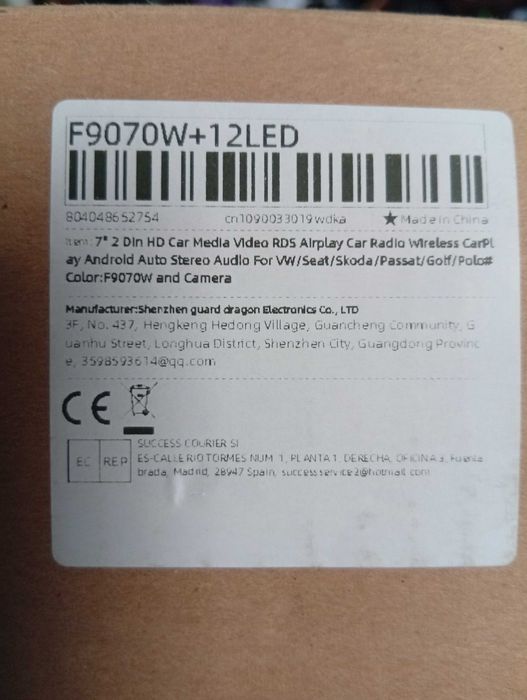 F9070W+12LED
804048652754 cn1090033019wdka ★ Made in China
Item: 7" 2 Din HD Car Media Video RDS Airplay Car Radio Wireless CarPl
ay Android Auto Stereo Audio For VW/Seat/Skoda/Passat/Golf/Polo#
Color:F9070W and Camera
Manufacturer:Shenzhen guard dragon Electronics Co., LTD
3F, No. 437, Hengkeng Hedong Village, Guancheng Community, G
uanhu Street, Longhua District, Shenzhen City, Guangdong Provinc
e, 3598593614@qq.com
CE
EC REP
SUCCESS COURIER Sl
ES-CALLE RIO TORMES NUM. 1, PLANTA 1, DERECHA, OFICINA 3, Fuenla
brada, Madrid, 28947 Spain, successservice2@hotmail.com